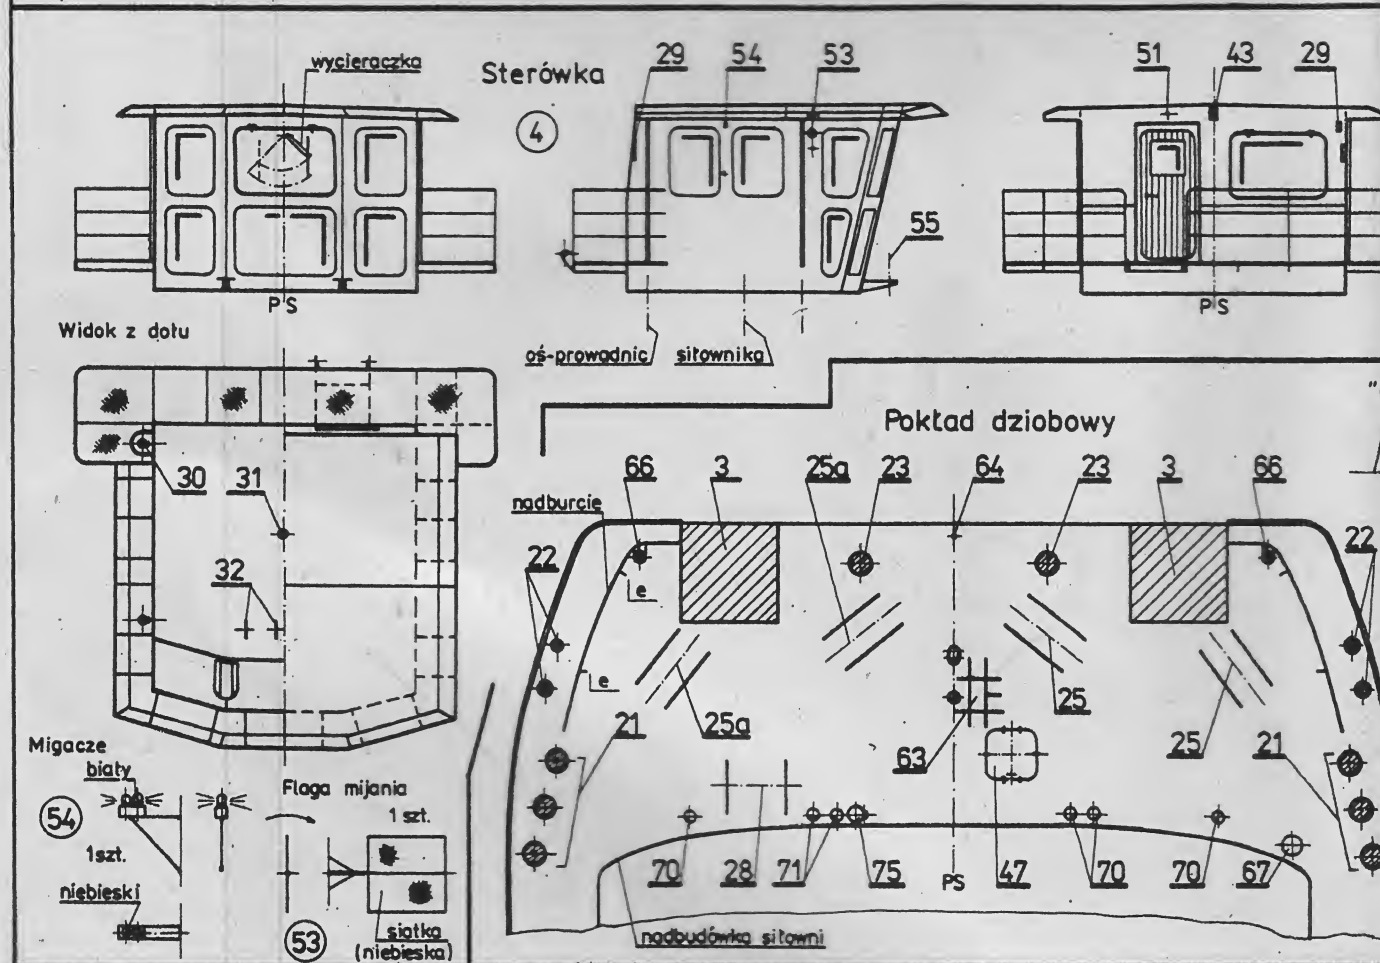 wycieraczka
Sterówka
4
29 54 53
51 43 29
55
PS
PS
Widok z dołu
oś-prowadnic siłownika
"
Pokład dziobowy
30 31
32
66 3 25a 23 64 23 3 66
nadburcie
22 22
e
e
21 25a 63 25 25 21
Migacze
biały
54
1szt.
niebieski
Flaga mijania
1 szt.
53
siatka
(niebieska)
70 28 71 75 PS 47 70 70 67
nadbudówka siłowni